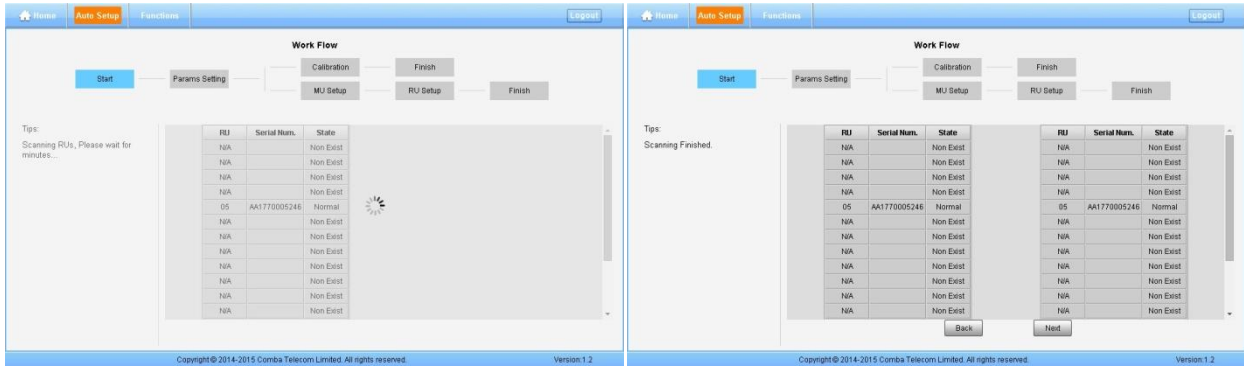 Home Auto Setup Functions Logout
Work Flow
Calibration Finish
Start Params Setting
MU Setup RU Setup Finish
Tips:
Scanning RUs, Please wait for
minutes...
RU Serial Num. State
N/A Non Exist
N/A Non Exist
N/A Non Exist
N/A Non Exist
05 AA1770005246 Normal
N/A Non Exist
N/A Non Exist
N/A Non Exist
N/A Non Exist
N/A Non Exist
N/A Non Exist
N/A Non Exist
Copyright© 2014-2015 Comba Telecom Limited. All rights reserved. Version:1.2
Home Auto Setup Functions Logout
Work Flow
Calibration Finish
Start Params Setting
MU Setup RU Setup Finish
Tips:
Scanning Finished.
RU Serial Num. State RU Serial Num. State
N/A Non Exist N/A Non Exist
N/A Non Exist N/A Non Exist
N/A Non Exist N/A Non Exist
N/A Non Exist N/A Non Exist
05 AA1770005246 Normal 05 AA1770005246 Normal
N/A Non Exist N/A Non Exist
N/A Non Exist N/A Non Exist
N/A Non Exist N/A Non Exist
N/A Non Exist N/A Non Exist
N/A Non Exist N/A Non Exist
N/A Non Exist N/A Non Exist
N/A Non Exist N/A Non Exist
Back Next
Copyright© 2014-2015 Comba Telecom Limited. All rights reserved. Version:1.2